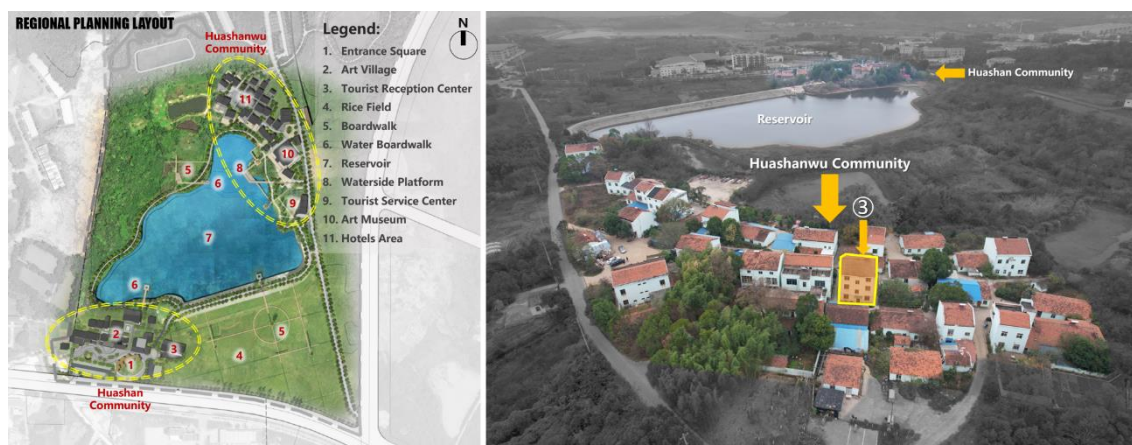 REGIONAL PLANNING LAYOUT
Huashanwu
Community
Legend:
1. Entrance Square
2. Art Village
3. Tourist Reception Center
4. Rice Field
5. Boardwalk
6. Water Boardwalk
7. Reservoir
8. Waterside Platform
9. Tourist Service Center
10. Art Museum
11. Hotels Area
N
11
10
5
8
6
9
7
6
2
3
1
5
4
Huashan
Community
Huashan Community
Reservoir
Huashanwu Community
③